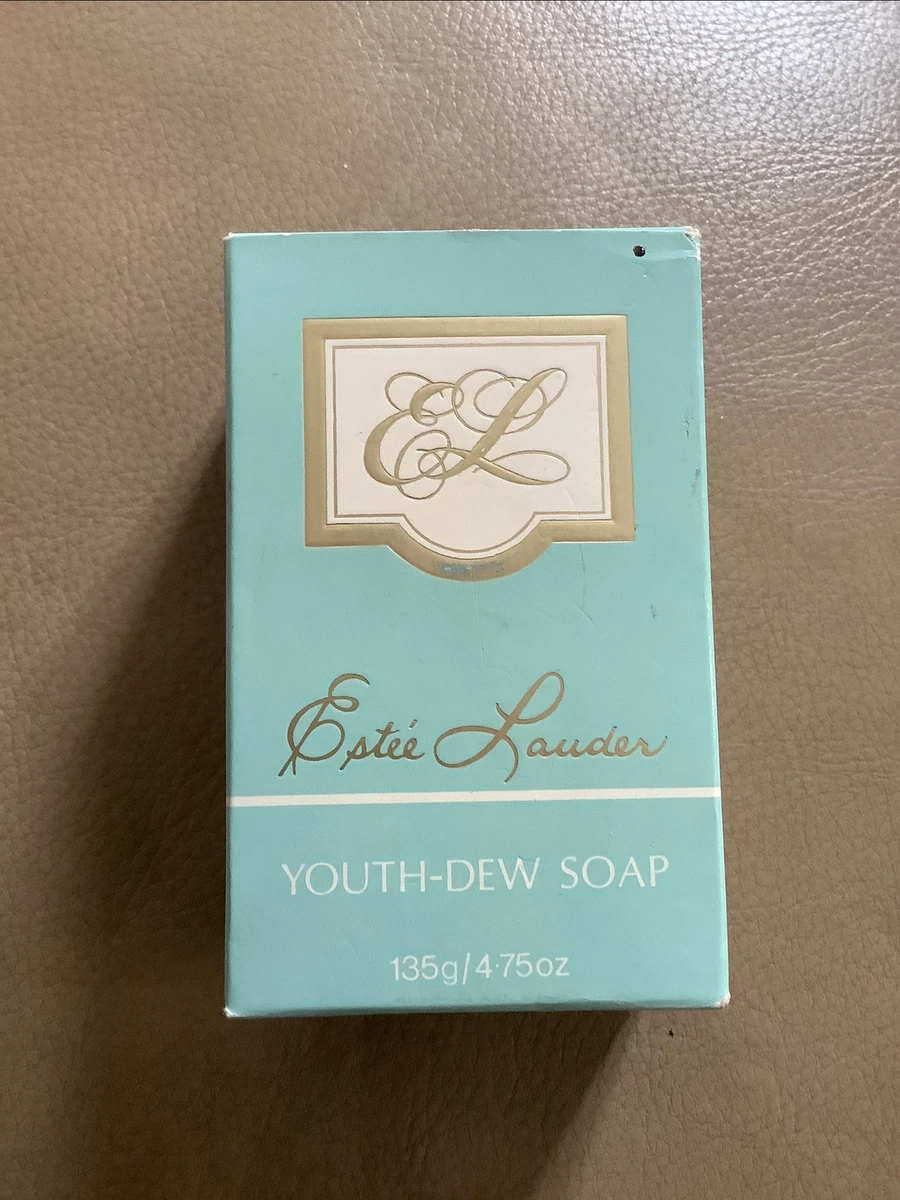 EL
Estée Lauder
YOUTH-DEW SOAP
135g/4·75oz